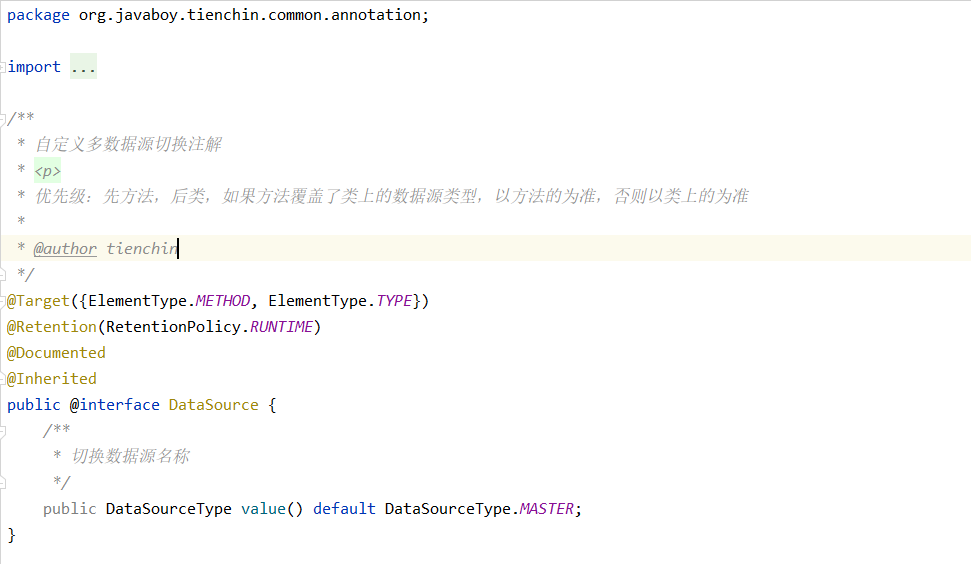 package org.javaboy.tienchin.common.annotation;
import ...
/**
 * 自定义多数据源切换注解
 * <p>
 * 优先级：先方法，后类，如果方法覆盖了类上的数据源类型，以方法的为准，否则以类上的为准
 *
 * @author tienchin
 */
@Target({ElementType.METHOD, ElementType.TYPE})
@Retention(RetentionPolicy.RUNTIME)
@Documented
@Inherited
public @interface DataSource {
    /**
     * 切换数据源名称
     */
    public DataSourceType value() default DataSourceType.MASTER;
}